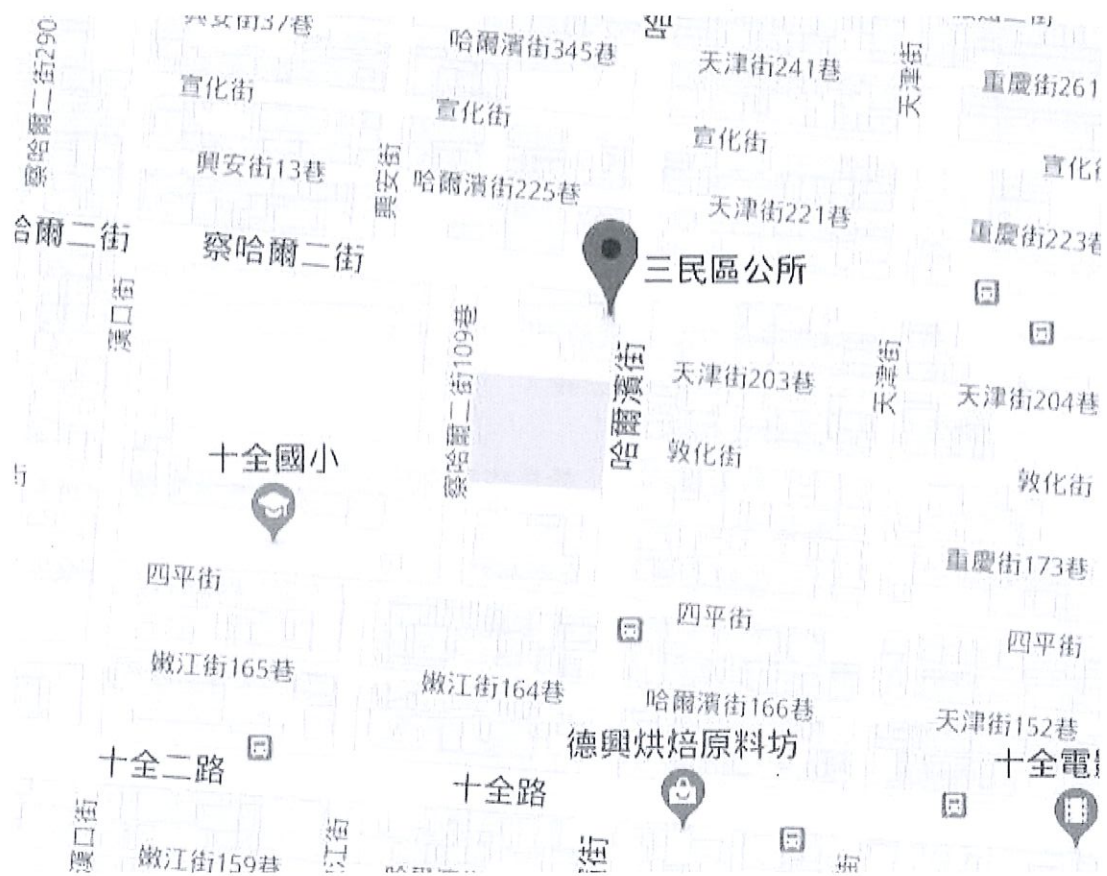 興安街37巷
哈爾濱街345巷
天津街241巷
天津街
重慶街261
察哈爾二街290
宣化街
宣化街
宣化街
宣化
興安街13巷
興安街
哈爾濱街225巷
天津街221巷
重慶街223巷
哈爾二街
察哈爾二街
三民區公所
漢口街
察哈爾二街109巷
哈爾濱街
天津街203巷
天津街
天津街204巷
十全國小
敦化街
敦化街
四平街
重慶街173巷
四平街
四平街
嫩江街165巷
嫩江街164巷
哈爾濱街166巷
天津街152巷
德興烘焙原料坊
十全二路
十全路
十全電
漢口街
嫩江街159巷
江街
街
街